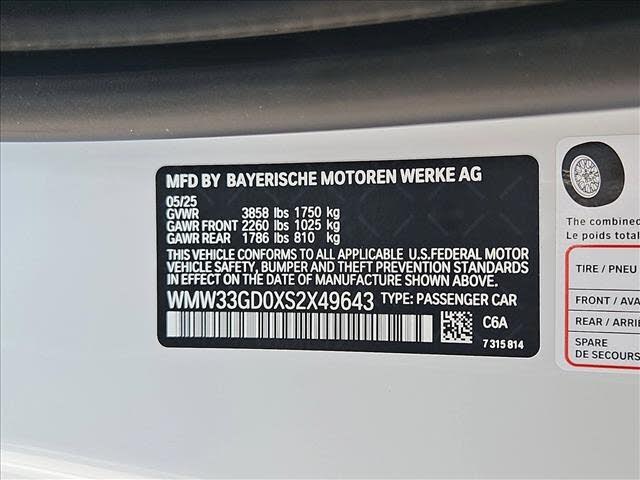 MFD BY BAYERISCHE MOTOREN WERKE AG
05/25
GVWR 3858 lbs 1750 kg
GAWR FRONT 2260 lbs 1025 kg
GAWR REAR 1786 lbs 810 kg
THIS VEHICLE CONFORMS TO ALL APPLICABLE U.S.FEDERAL MOTOR
VEHICLE SAFETY, BUMPER AND THEFT PREVENTION STANDARDS
IN EFFECT ON THE DATE OF MANUFACTURE SHOWN ABOVE.
WMW33GD0XS2X49643 TYPE: PASSENGER CAR
C6A
7 315 814
The combined
Le poids total
TIRE / PNEU
FRONT / AVA
REAR / ARRIÈ
SPARE
DE SECOURS